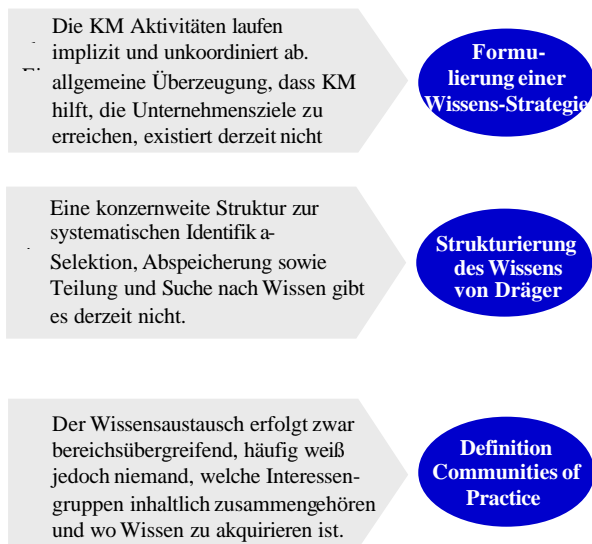 Die KM Aktivitäten laufen
implizit und unkoordiniert ab.
allgemeine Überzeugung, dass KM
hilft, die Unternehmensziele zu
erreichen, existiert derzeit nicht
Formu-
lierung einer
Wissens-Strategie
Eine konzernweite Struktur zur
systematischen Identifik a-
Selektion, Abspeicherung sowie
Teilung und Suche nach Wissen gibt
es derzeit nicht.
Strukturierung
des Wissens
von Dräger
Der Wissensaustausch erfolgt zwar
bereichsübergreifend, häufig weiß
jedoch niemand, welche Interessen-
gruppen inhaltlich zusammengehören
und wo Wissen zu akquirieren ist.
Definition
Communities of
Practice